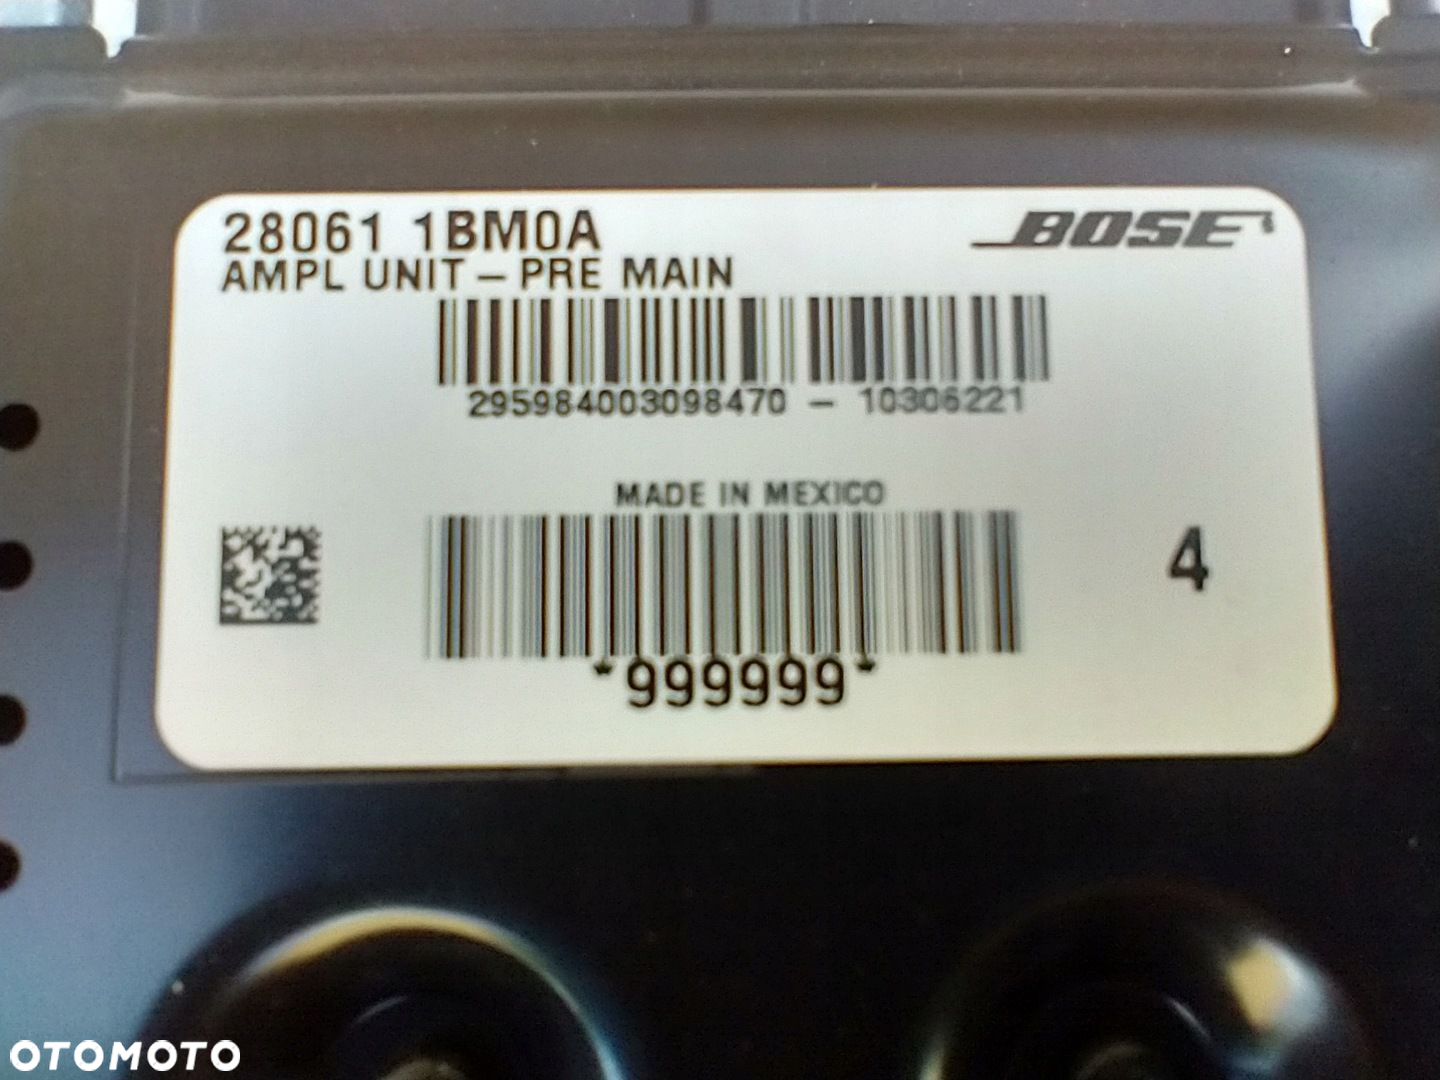 28061 1BM0A
BOSE
AMPL UNIT – PRE MAIN
295984003098470 – 10306221
MADE IN MEXICO
4
*999999*
OTOMOTO